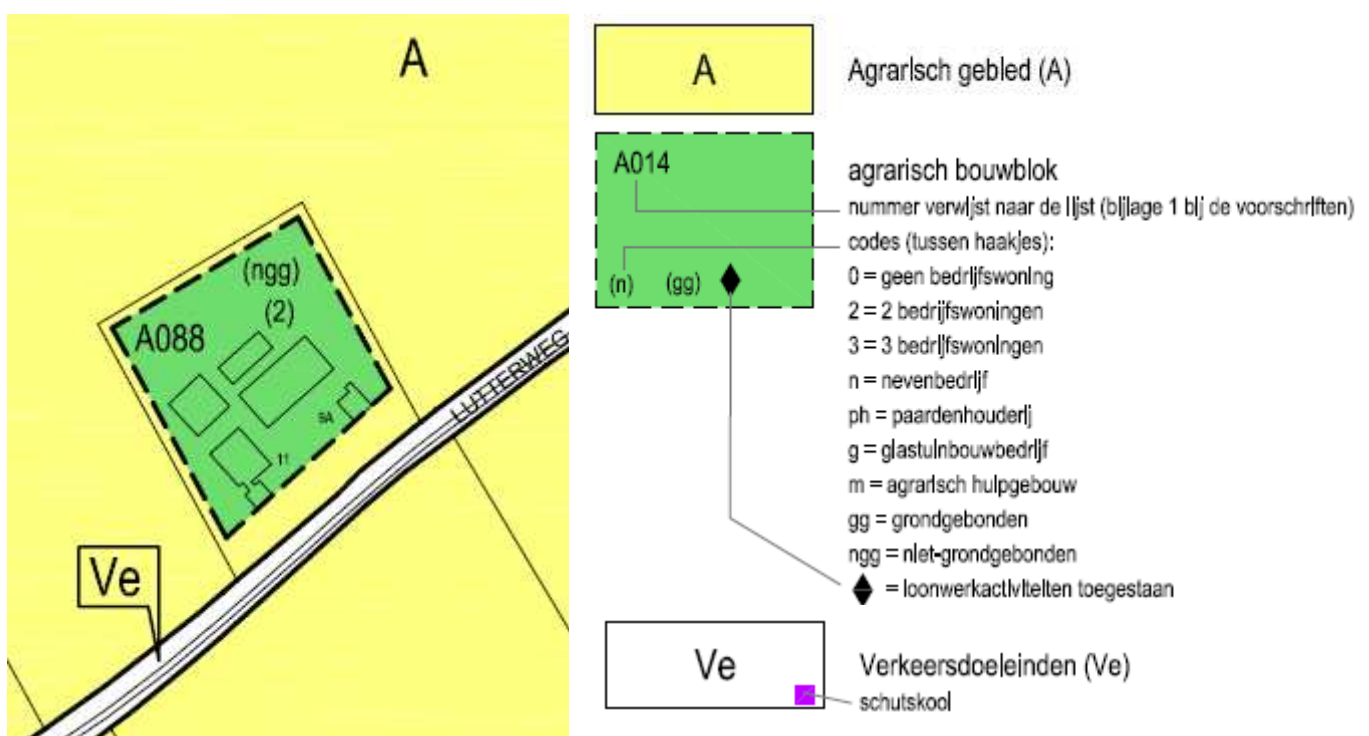 A
(ngg)
(2)
A088
LUTTERWEG
9A
11
Ve
A
Agrarisch gebied (A)
A014
agrarisch bouwblok
nummer verwijst naar de lijst (bijlage 1 bij de voorschriften)
codes (tussen haakjes):
(n) (gg)
0 = geen bedrijfswoning
2 = 2 bedrijfswoningen
3 = 3 bedrijfswoningen
n = nevenbedrijf
ph = paardenhouderij
g = glastuinbouwbedrijf
m = agrarisch hulpgebouw
gg = grondgebonden
ngg = niet-grondgebonden
= loonwerkactiviteiten toegestaan
Ve
Verkeersdoeleinden (Ve)
schutskooi